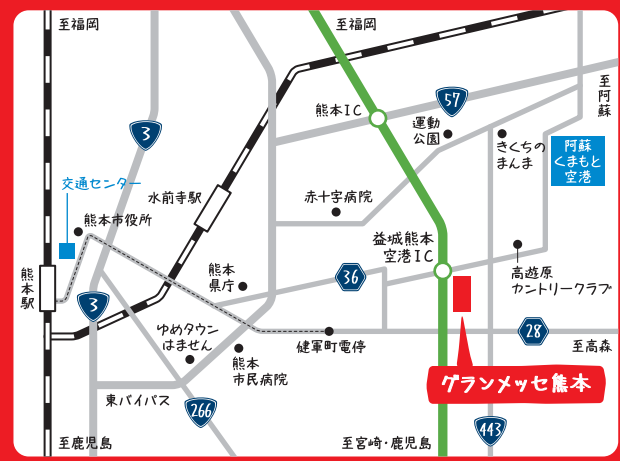 至福岡
至福岡
至阿蘇
57
熊本IC
運動
公園
きくちの
まんま
阿蘇
くまもと
空港
3
交通センター
水前寺駅
赤十字病院
熊本市役所
益城熊本
空港IC
熊本駅
熊本
県庁
36
高遊原
カントリークラブ
3
ゆめタウン
はません
健軍町電停
28
至高森
熊本
市民病院
グランメッセ熊本
東バイパス
266
443
至鹿児島
至宮崎・鹿児島